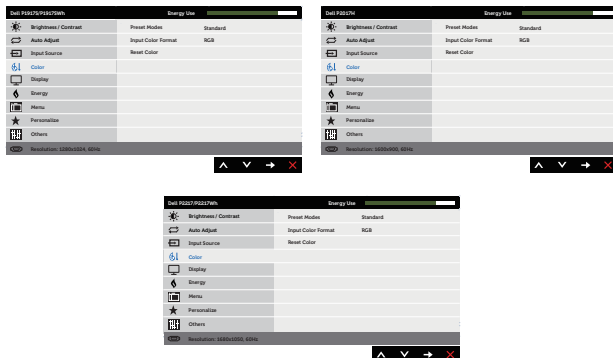 Dell P1917S/P1917SWh Energy Use
Brightness / Contrast Preset Modes Standard
Auto Adjust Input Color Format RGB
Input Source Reset Color
Color
Display
Energy
Menu
Personalize
Others
Resolution: 1280x1024, 60Hz
Dell P2017H Energy Use
Brightness / Contrast Preset Modes Standard
Auto Adjust Input Color Format RGB
Input Source Reset Color
Color
Display
Energy
Menu
Personalize
Others
Resolution: 1600x900, 60Hz
Dell P2217/P2217Wh Energy Use
Brightness / Contrast Preset Modes Standard
Auto Adjust Input Color Format RGB
Input Source Reset Color
Color
Display
Energy
Menu
Personalize
Others
Resolution: 1680x1050, 60Hz